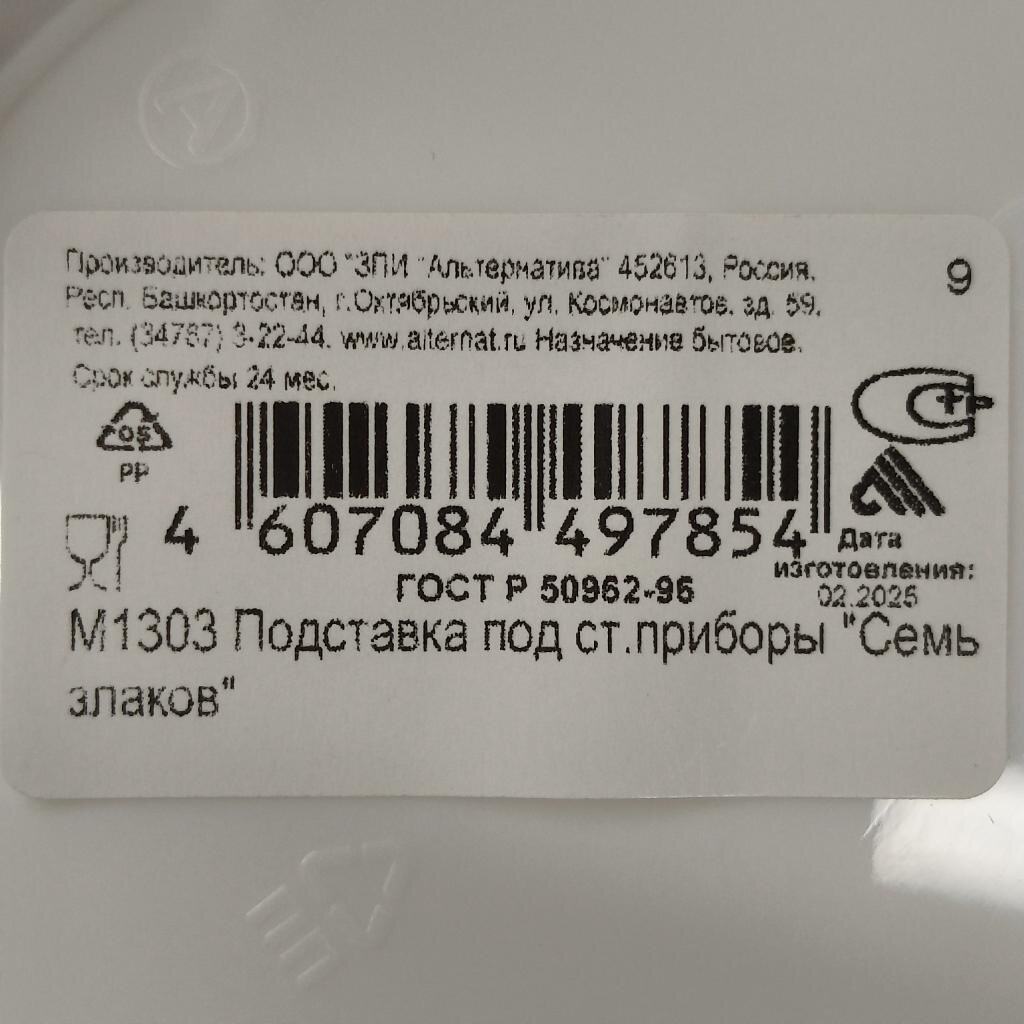 Производитель: ООО "ЗПИ "Альтернатива" 452613, Россия,
Респ. Башкортостан, г.Октябрьский, ул. Космонавтов, зд. 59,
тел. (34767) 3-22-44. www.alternat.ru Назначение бытовое.
Срок службы 24 мес.
9
05
PP
4 607084 497854
Дата
изготовления:
02.2025
ГОСТ Р 50962-96
М1303 Подставка под ст.приборы "Семь
злаков"